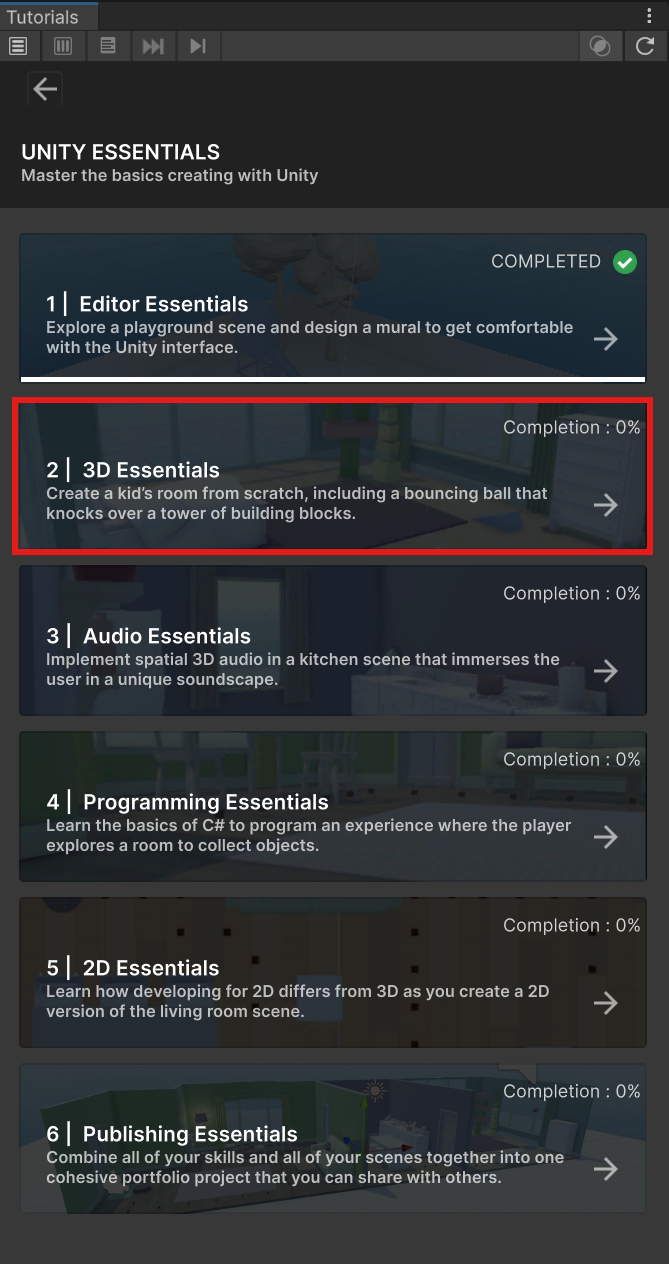 Tutorials
UNITY ESSENTIALS
Master the basics creating with Unity
COMPLETED
1 | Editor Essentials
Explore a playground scene and design a mural to get comfortable
with the Unity interface.
Completion : 0%
2 | 3D Essentials
Create a kid’s room from scratch, including a bouncing ball that
knocks over a tower of building blocks.
Completion : 0%
3 | Audio Essentials
Implement spatial 3D audio in a kitchen scene that immerses the
user in a unique soundscape.
Completion : 0%
4 | Programming Essentials
Learn the basics of C# to program an experience where the player
explores a room to collect objects.
Completion : 0%
5 | 2D Essentials
Learn how developing for 2D differs from 3D as you create a 2D
version of the living room scene.
Completion : 0%
6 | Publishing Essentials
Combine all of your skills and all of your scenes together into one
cohesive portfolio project that you can share with others.